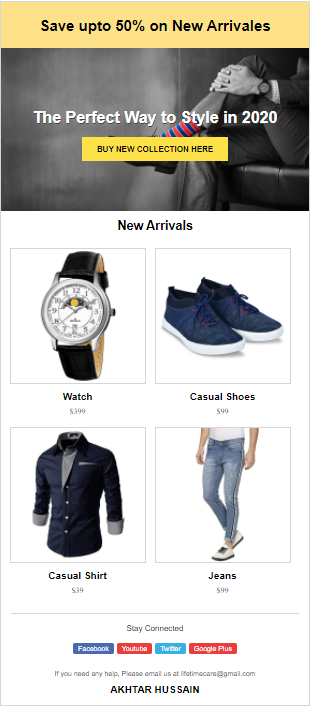 Save upto 50% on New Arrivales
The Perfect Way to Style in 2020
BUY NEW COLLECTION HERE
New Arrivals
Watch
$399
Casual Shoes
$99
Casual Shirt
$39
Jeans
$99
Stay Connected
Facebook Youtube Twitter Google Plus
If you need any help, Please email us at lifetimecare@gmail.com
AKHTAR HUSSAIN